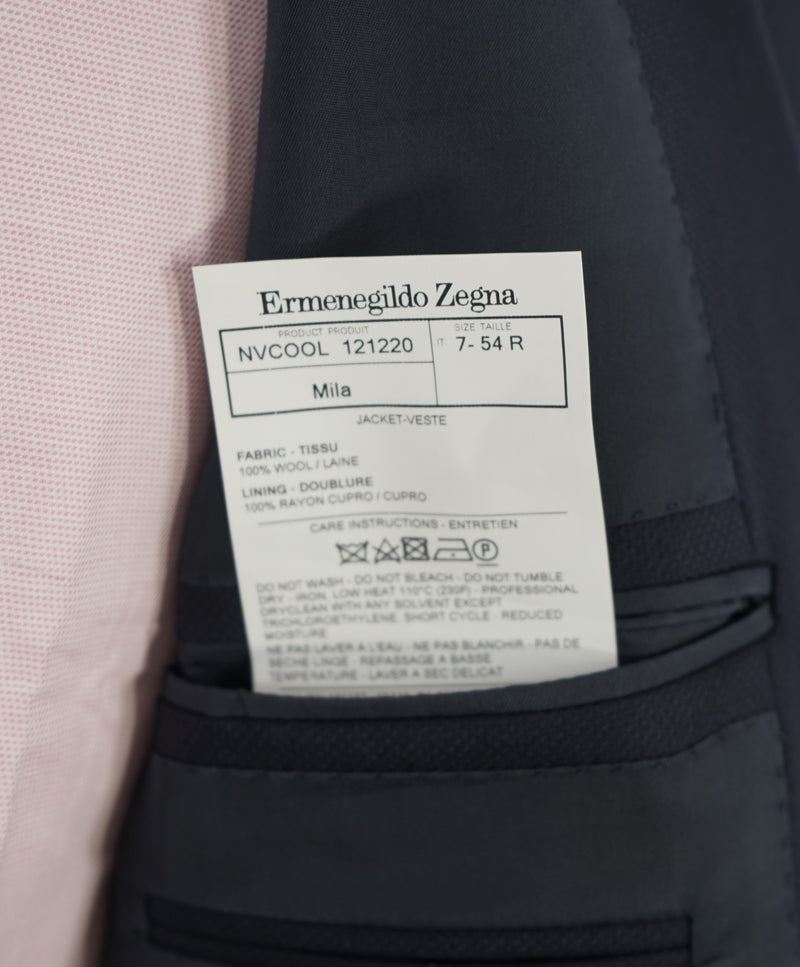 Ermenegildo Zegna
PRODUCT PRODUIT
NVCOOL 121220
SIZE TAILLE
IT 7- 54 R
Mila
JACKET-VESTE
FABRIC - TISSU
100% WOOL / LAINE
LINING - DOUBLURE
100% RAYON CUPRO / CUPRO
CARE INSTRUCTIONS - ENTRETIEN
P
DO NOT WASH - DO NOT BLEACH - DO NOT TUMBLE
DRY - IRON, LOW HEAT 110°C (230F) - PROFESSIONAL
DRYCLEAN WITH ANY SOLVENT EXCEPT
TRICHLOROETHYLENE, SHORT CYCLE - REDUCED
MOISTURE
NE PAS LAVER A L'EAU - NE PAS BLANCHIR - PAS DE
SECHE-LINGE - REPASSAGE A BASSE
TEMPERATURE - LAVER A SEC DELICAT